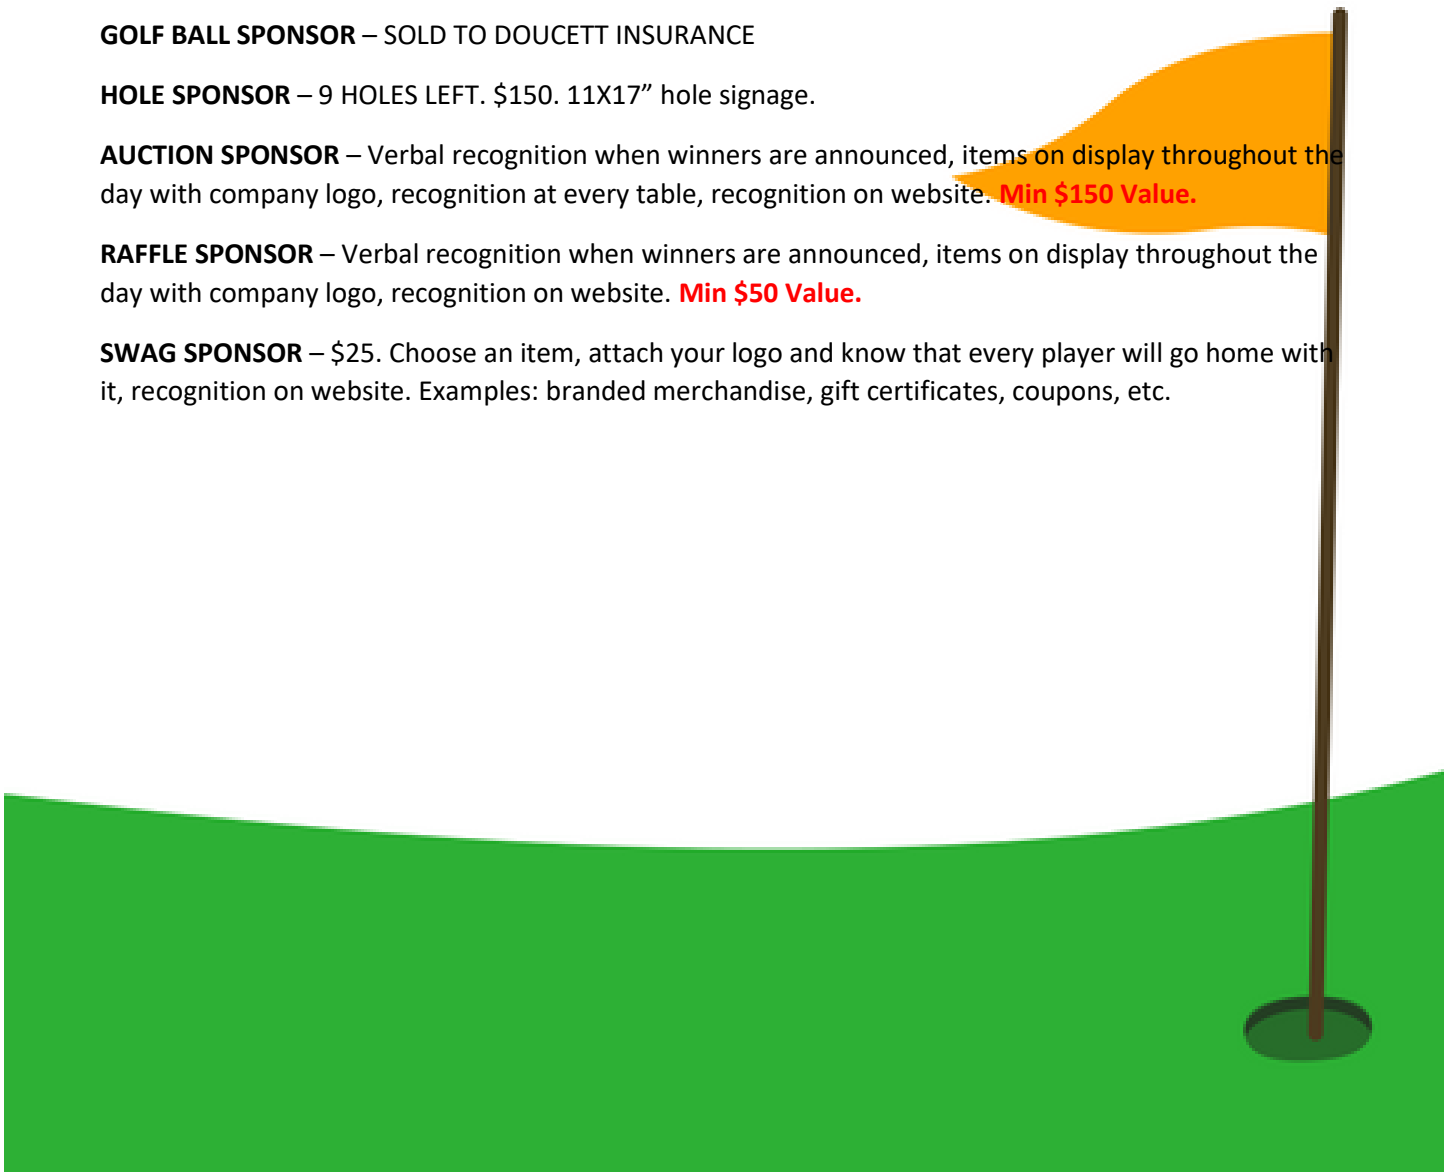 GOLF BALL SPONSOR – SOLD TO DOUCETT INSURANCE
HOLE SPONSOR – 9 HOLES LEFT. $150. 11X17” hole signage.
AUCTION SPONSOR – Verbal recognition when winners are announced, items on display throughout the
day with company logo, recognition at every table, recognition on website. Min $150 Value.
RAFFLE SPONSOR – Verbal recognition when winners are announced, items on display throughout the
day with company logo, recognition on website. Min $50 Value.
SWAG SPONSOR – $25. Choose an item, attach your logo and know that every player will go home with
it, recognition on website. Examples: branded merchandise, gift certificates, coupons, etc.